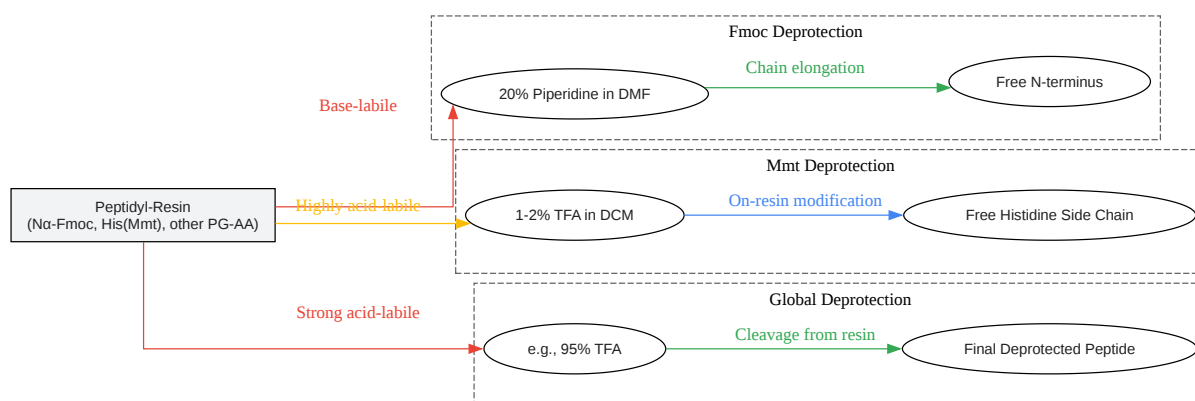 Fmoc Deprotection
Chain elongation
20% Piperidine in DMF
Free N-terminus
Base-labile
Mmt Deprotection
Highly acid-labile
On-resin modification
Peptidyl-Resin
(Nα-Fmoc, His(Mmt), other PG-AA)
1-2% TFA in DCM
Free Histidine Side Chain
Global Deprotection
Strong acid-labile
Cleavage from resin
e.g., 95% TFA
Final Deprotected Peptide